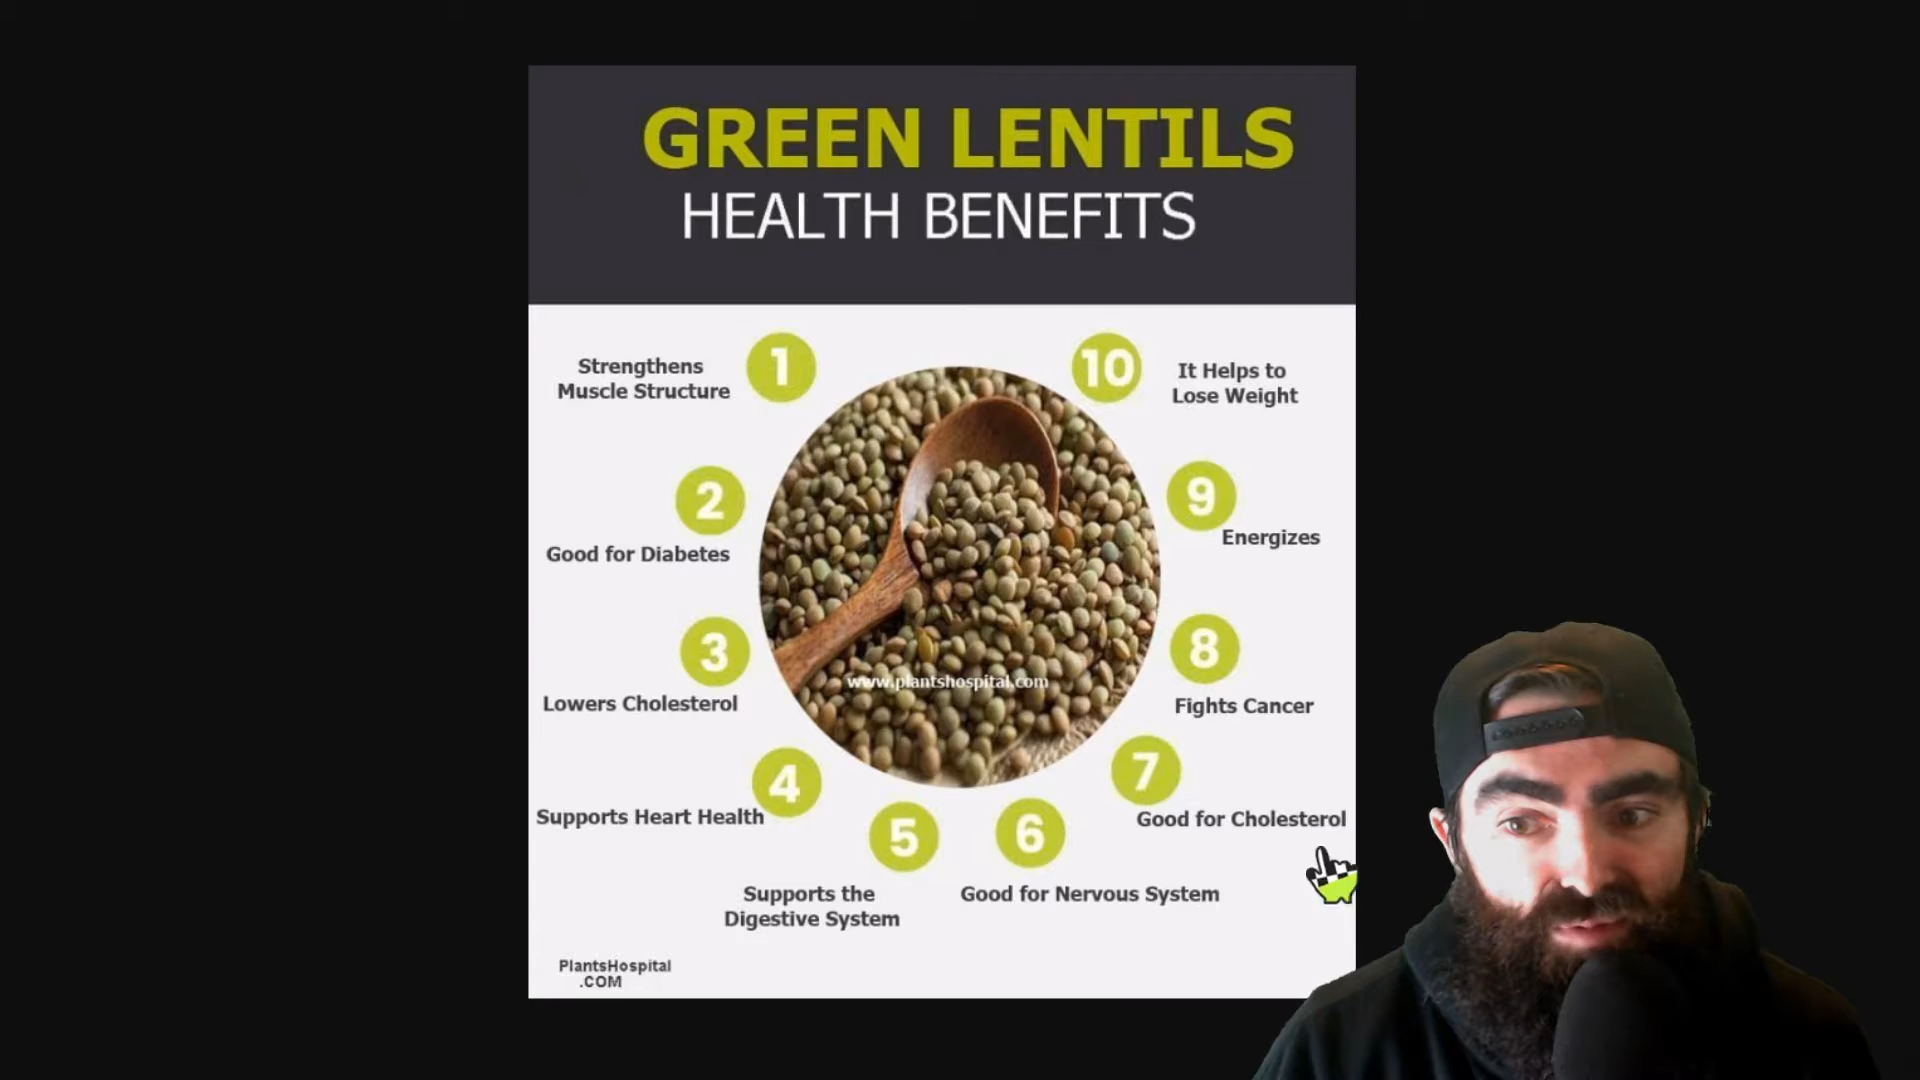 GREEN LENTILS
HEALTH BENEFITS
1
Strengthens
Muscle Structure
2
Good for Diabetes
3
Lowers Cholesterol
4
Supports Heart Health
5
Supports the
Digestive System
6
Good for Nervous System
7
Good for Cholesterol
8
Fights Cancer
9
Energizes
10
It Helps to
Lose Weight
www.plantshospital.com
PlantsHospital
.COM